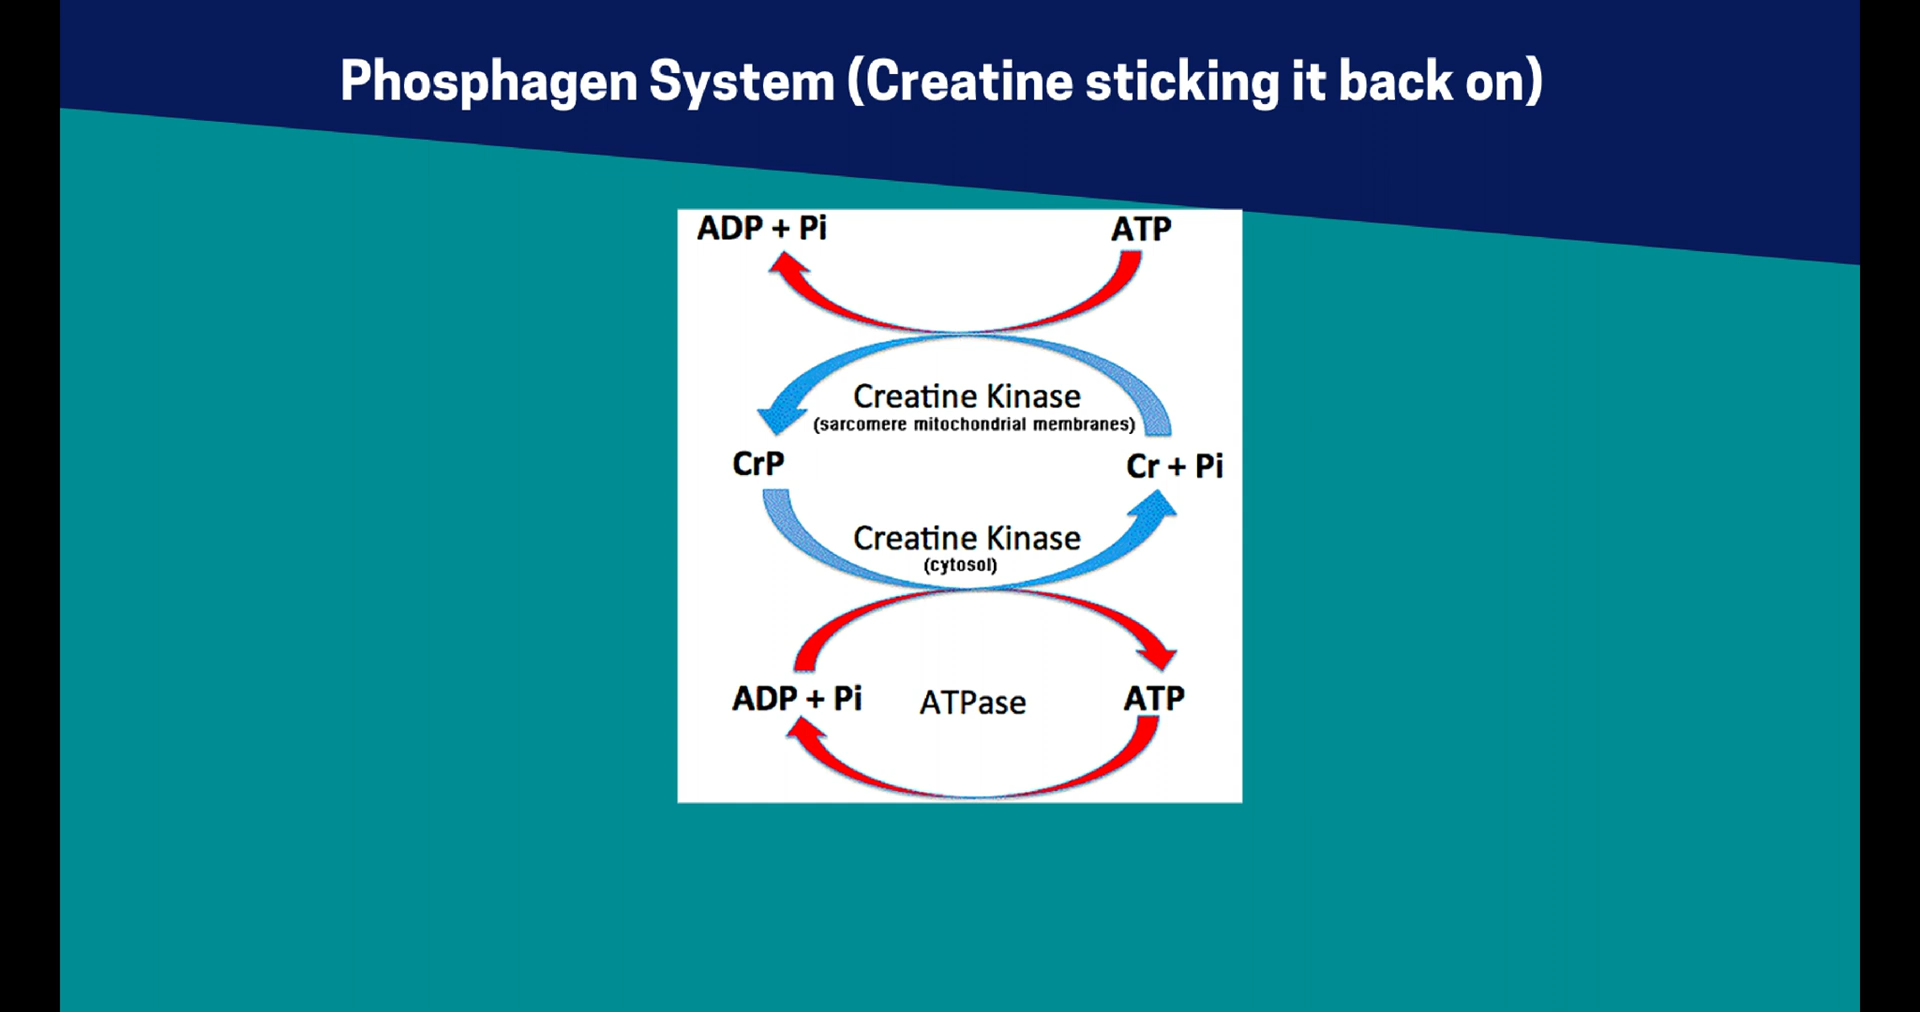 Phosphagen System (Creatine sticking it back on)
ADP + Pi
ATP
Creatine Kinase
(sarcomere mitochondrial membranes)
CrP
Cr + Pi
Creatine Kinase
(cytosol)
ADP + Pi
ATPase
ATP